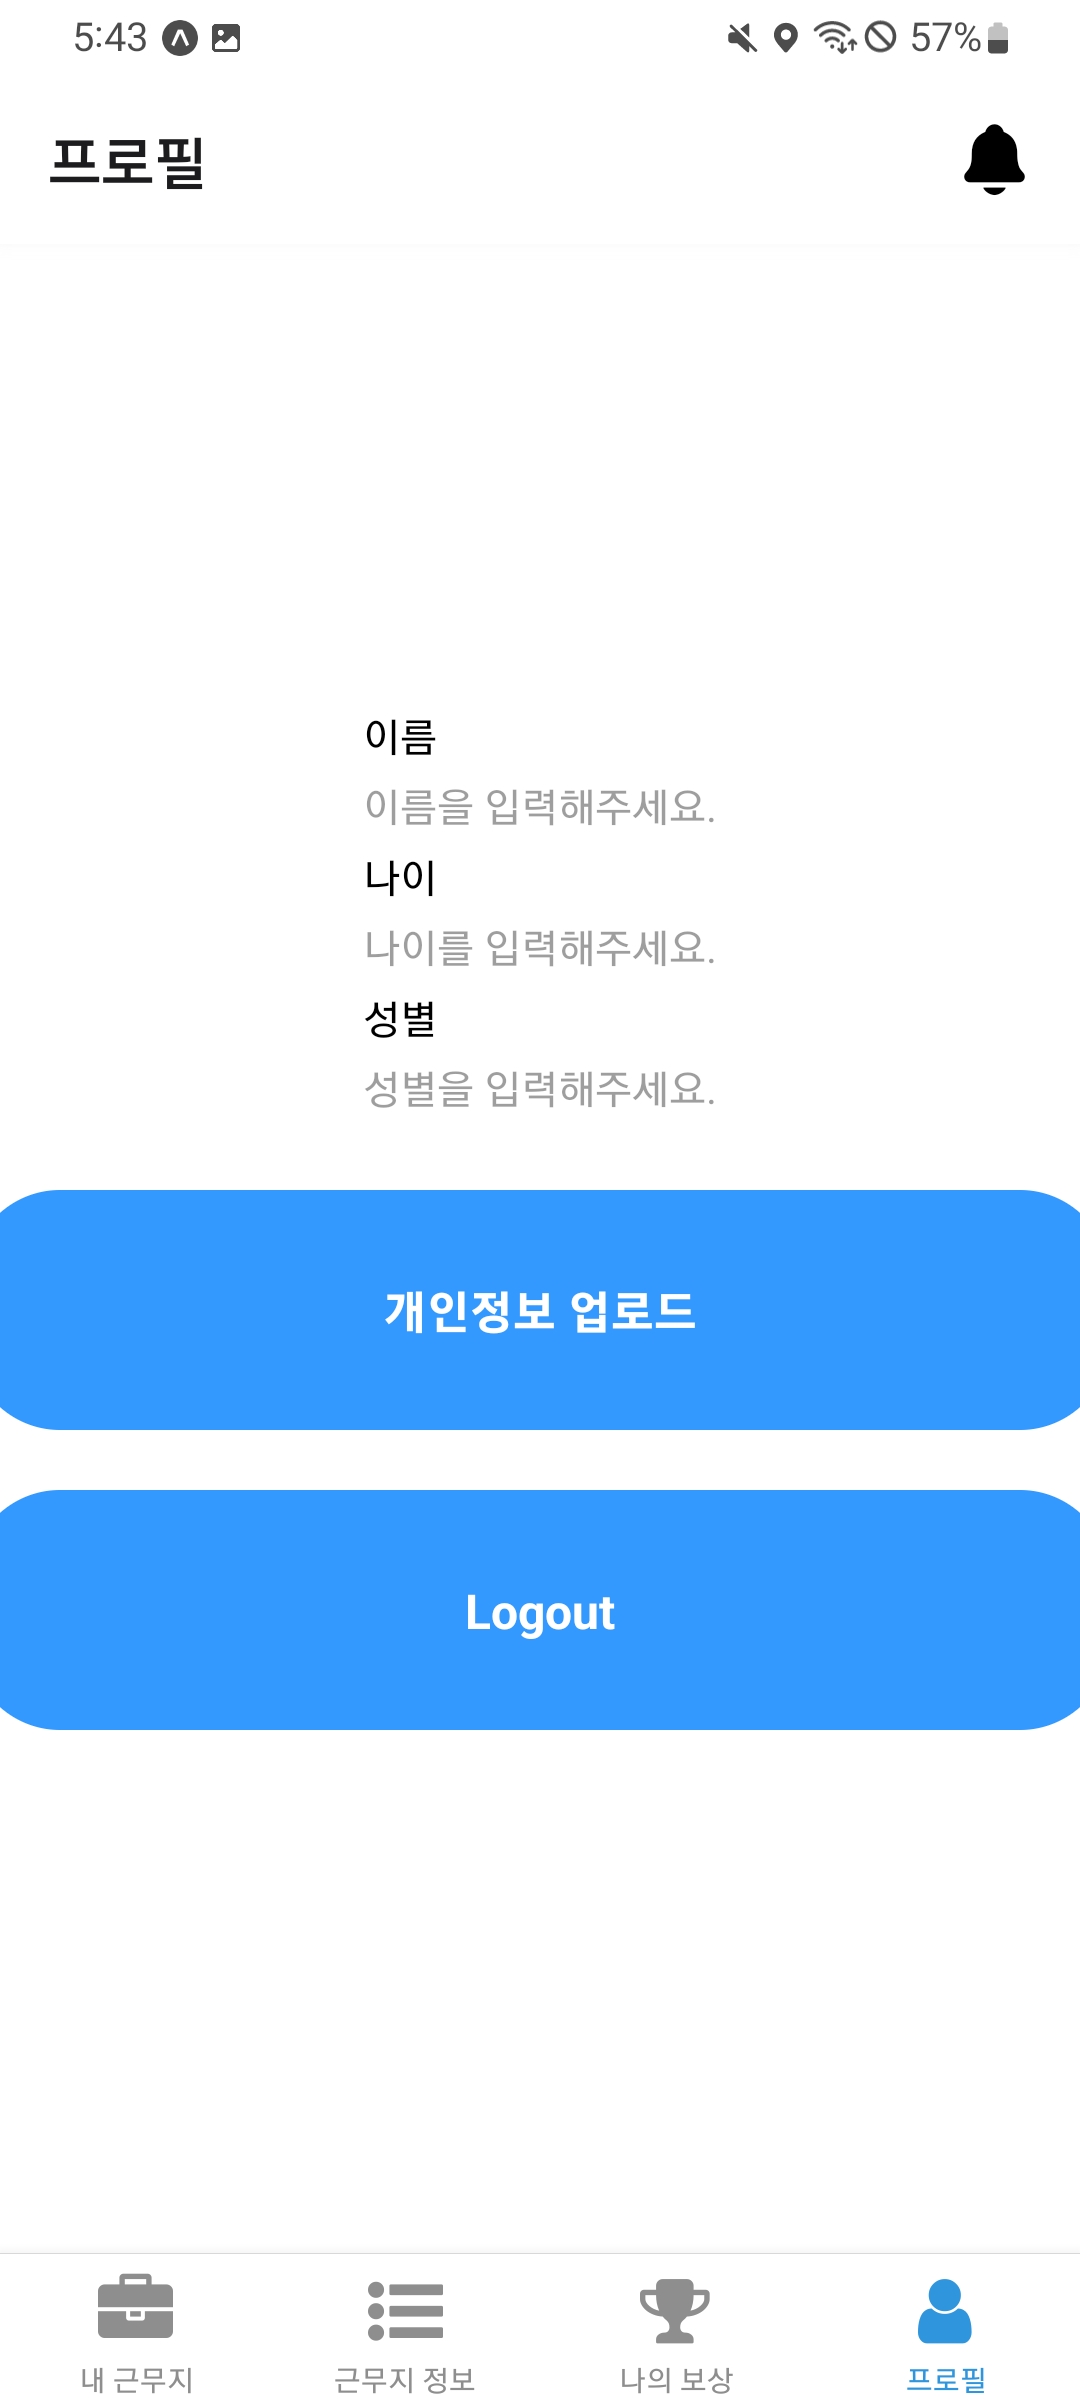 5:43
57%
프로필
이름
이름을 입력해주세요.
나이
나이를 입력해주세요.
성별
성별을 입력해주세요.
개인정보 업로드
Logout
내 근무지
근무지 정보
나의 보상
프로필